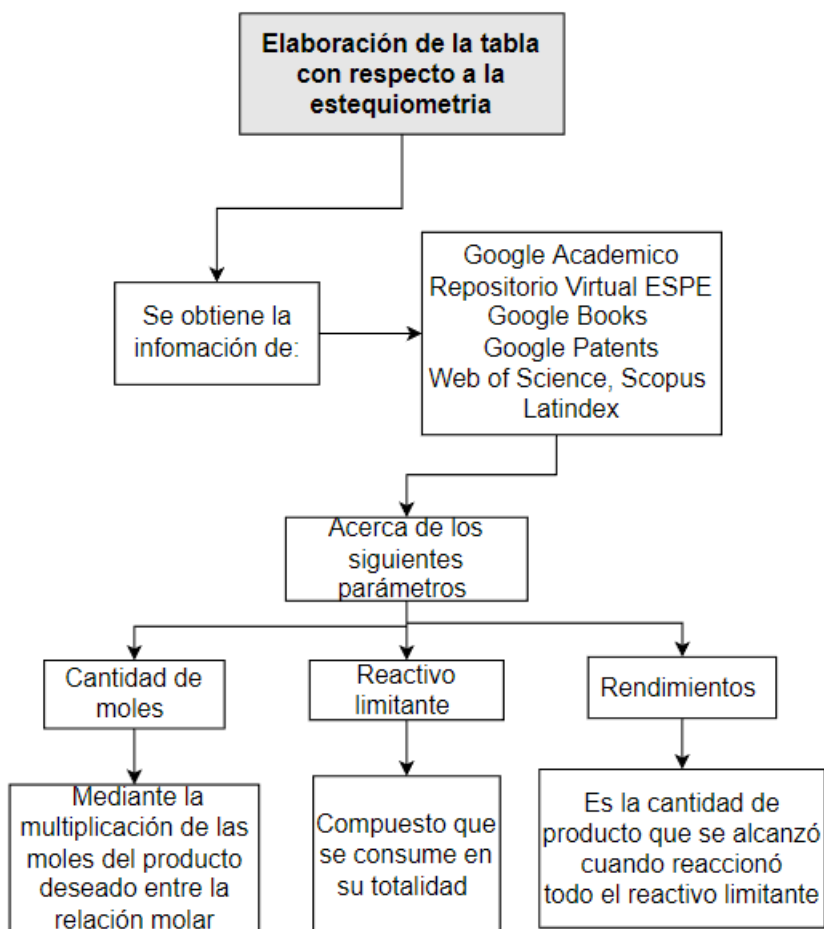 Elaboración de la tabla
con respecto a la
estequiometria
Se obtiene la
infomación de:
Google Academico
Repositorio Virtual ESPE
Google Books
Google Patents
Web of Science, Scopus
Latindex
Acerca de los
siguientes
parámetros
Cantidad de
moles
Reactivo
limitante
Rendimientos
Mediante la
multiplicación de las
moles del producto
deseado entre la
relación molar
Compuesto que
se consume en
su totalidad
Es la cantidad de
producto que se alcanzó
cuando reaccionó
todo el reactivo limitante